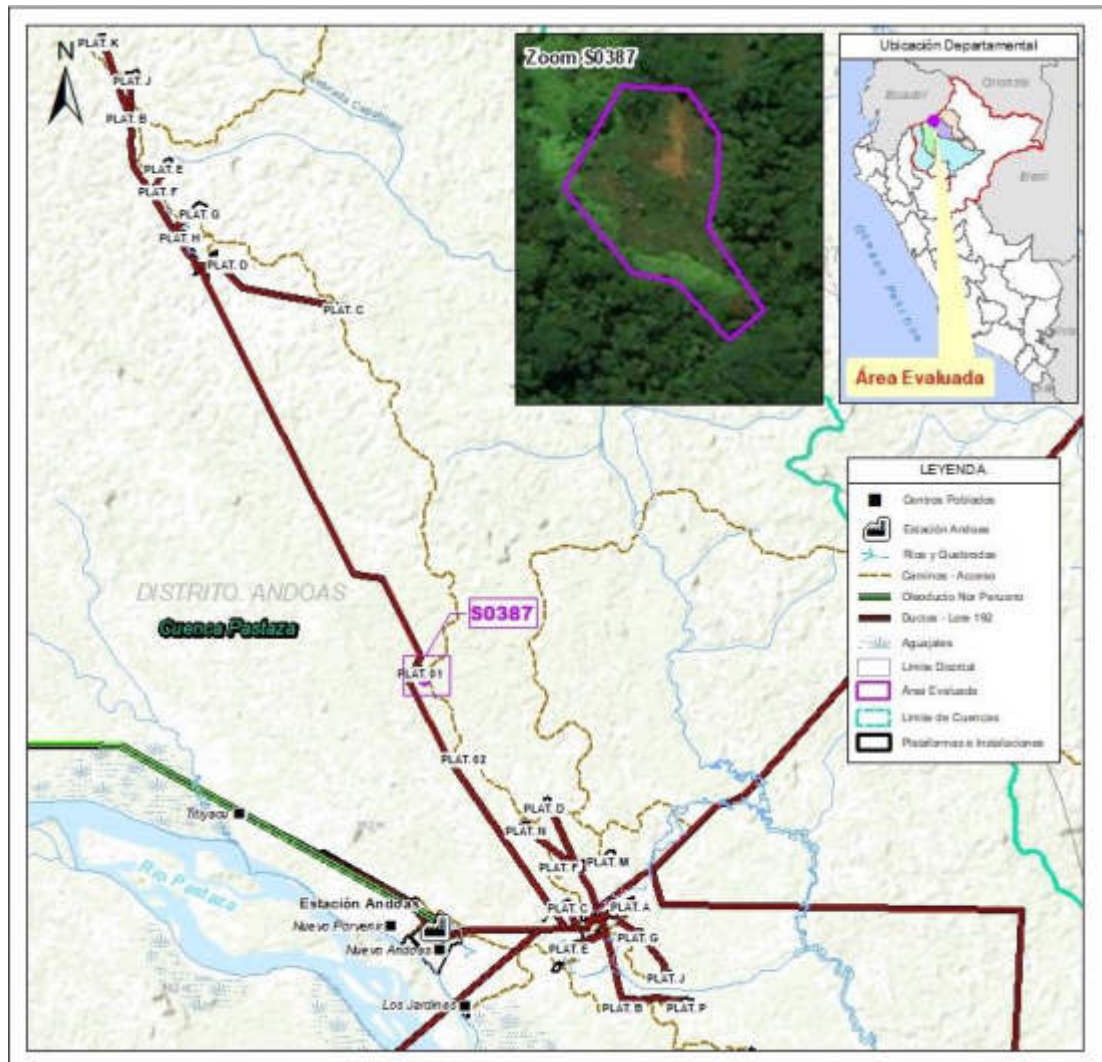 N
PLAT. K
PLAT. J
PLAT. B
PLAT. E
PLAT. F
PLAT. G
PLAT. H
PLAT. D
PLAT. C
Zoom S0387
Ubicación Departamental
Ecuador
Colombia
Brasil
Océano Pacífico
Área Evaluada
DISTRITO ANDOAS
Cuenca Pastaza
S0387
PLAT. 01
PLAT. 02
LEYENDA
Centros Poblados
Estación Andoas
Ríos y Quebradas
Caminos - Acceso
Oleoducto Nor Peruano
Ductos - Lote 192
Aguajales
Límite Distrital
Área Evaluada
Límite de Cuencas
Plataformas e Instalaciones
PLAT. D
PLAT. N
PLAT. F
PLAT. M
Titiyacu
Río Pastaza
Estación Andoas
Nuevo Porvenir
Nuevo Andoas
Los Jardines
PLAT. C
PLAT. A
PLAT. E
PLAT. G
PLAT. J
PLAT. B
PLAT. P